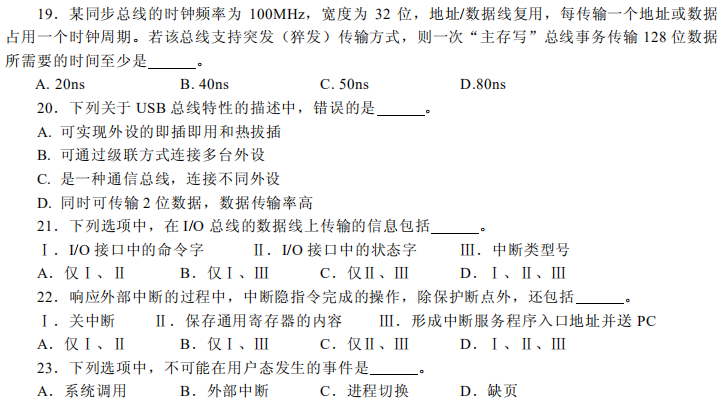 19．某同步总线的时钟频率为 100MHz，宽度为 32 位，地址/数据线复用，每传输一个地址或数据
占用一个时钟周期。若该总线支持突发（猝发）传输方式，则一次“主存写”总线事务传输 128 位数据
所需要的时间至少是______。
A. 20ns B. 40ns C. 50ns D.80ns
20．下列关于 USB 总线特性的描述中，错误的是______。
A. 可实现外设的即插即用和热拔插
B. 可通过级联方式连接多台外设
C. 是一种通信总线，连接不同外设
D. 同时可传输 2 位数据，数据传输率高
21．下列选项中，在 I/O 总线的数据线上传输的信息包括______。
Ⅰ．I/O 接口中的命令字 Ⅱ．I/O 接口中的状态字 Ⅲ．中断类型号
A．仅Ⅰ、Ⅱ B．仅Ⅰ、Ⅲ C．仅Ⅱ、Ⅲ D．Ⅰ、Ⅱ、Ⅲ
22．响应外部中断的过程中，中断隐指令完成的操作，除保护断点外，还包括______。
Ⅰ．关中断 Ⅱ．保存通用寄存器的内容 Ⅲ．形成中断服务程序入口地址并送 PC
A．仅Ⅰ、Ⅱ B．仅Ⅰ、Ⅲ C．仅Ⅱ、Ⅲ D．Ⅰ、Ⅱ、Ⅲ
23．下列选项中，不可能在用户态发生的事件是______。
A．系统调用 B．外部中断 C．进程切换 D．缺页